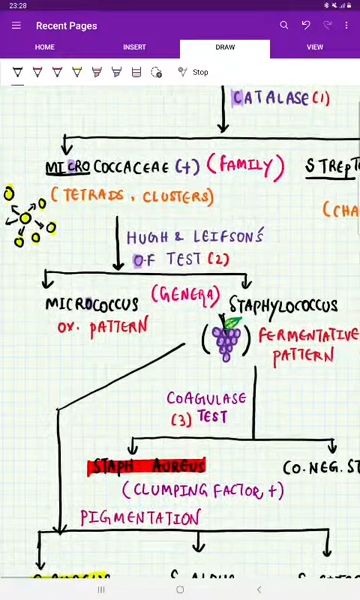 23:28
Recent Pages
HOME INSERT DRAW VIEW
Stop
CATALASE (1)
MICROCOCCACEAE (+) (FAMILY) STREPT
(TETRADS, CLUSTERS) (CHA
HUGH & LEIFSON'S
OF TEST (2)
MICROCOCCUS (GENERA) STAPHYLOCOCCUS
OX. PATTERN FERMENTATIVE
PATTERN
COAGULASE
(3) TEST
STAPH AUREUS CO.NEG.ST
(CLUMPING FACTOR +)
PIGMENTATION